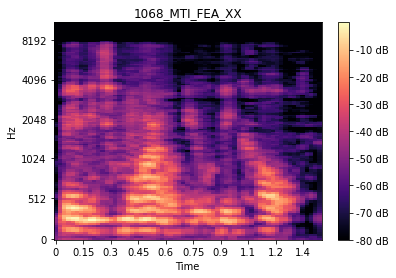 1068_MTI_FEA_XX
8192
4096
2048
1024
512
0
Hz
0 0.15 0.3 0.45 0.6 0.75 0.9 1.1 1.2 1.4
Time
-10 dB
-20 dB
-30 dB
-40 dB
-50 dB
-60 dB
-70 dB
-80 dB